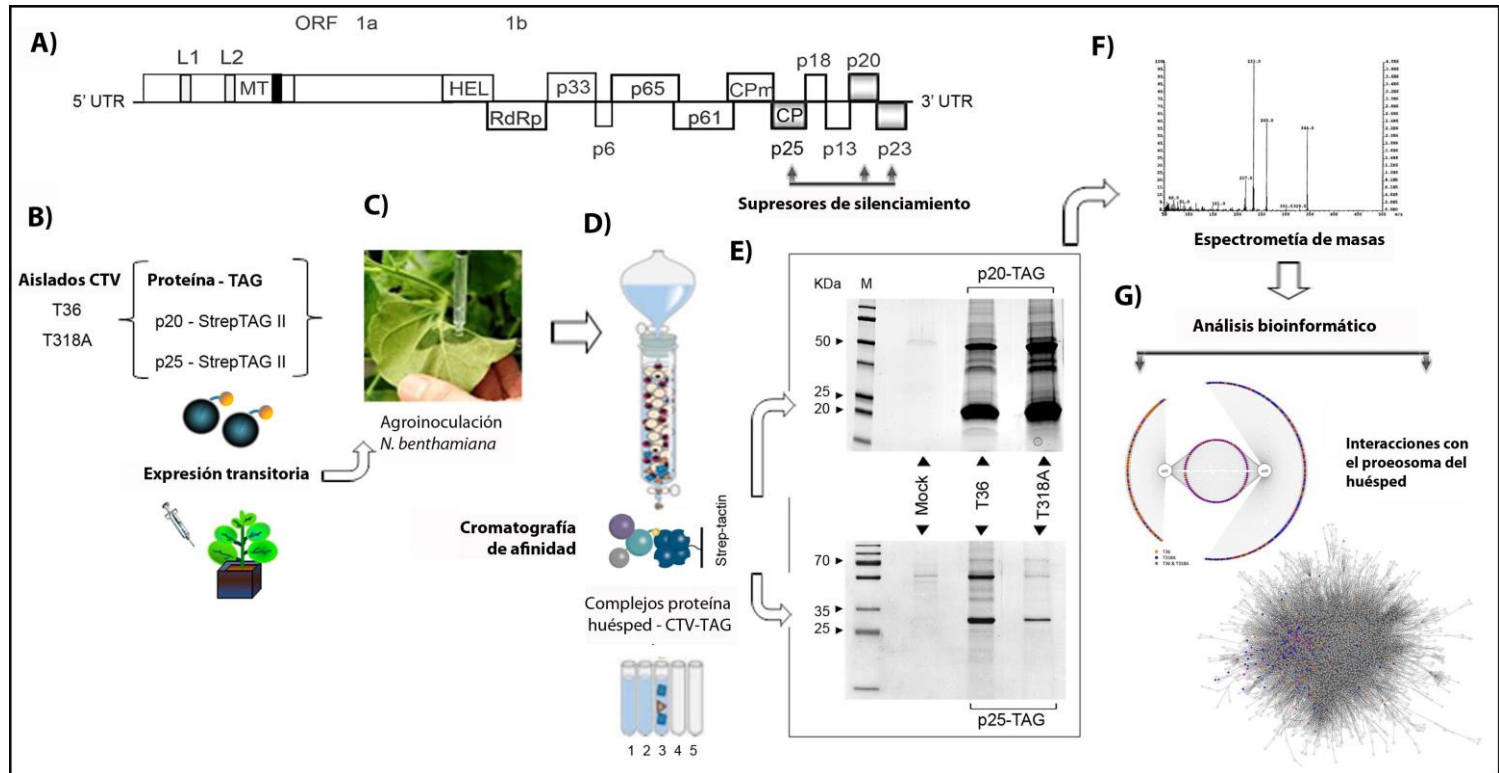 A)
ORF 1a 1b
L1 L2
MT
HEL
p33
p65
CPm
p18
p20
5' UTR
3' UTR
RdRp
p6
p61
CP
p25
p13
p23
Supresores de silenciamiento
B)
Aislados CTV
T36
T318A
Proteína - TAG
p20 - StrepTAG II
p25 - StrepTAG II
Expresión transitoria
C)
Agroinoculación
N. benthamiana
D)
Cromatografía
de afinidad
Strep-tactin
Complejos proteína
huésped - CTV-TAG
1 2 3 4 5
E)
p20-TAG
KDa M
50
25
20
Mock
T36
T318A
70
35
25
p25-TAG
F)
Espectrometía de masas
G)
Análisis bioinformático
Interacciones con
el proeosoma del
huésped
T36
T318A
T36 & T318A